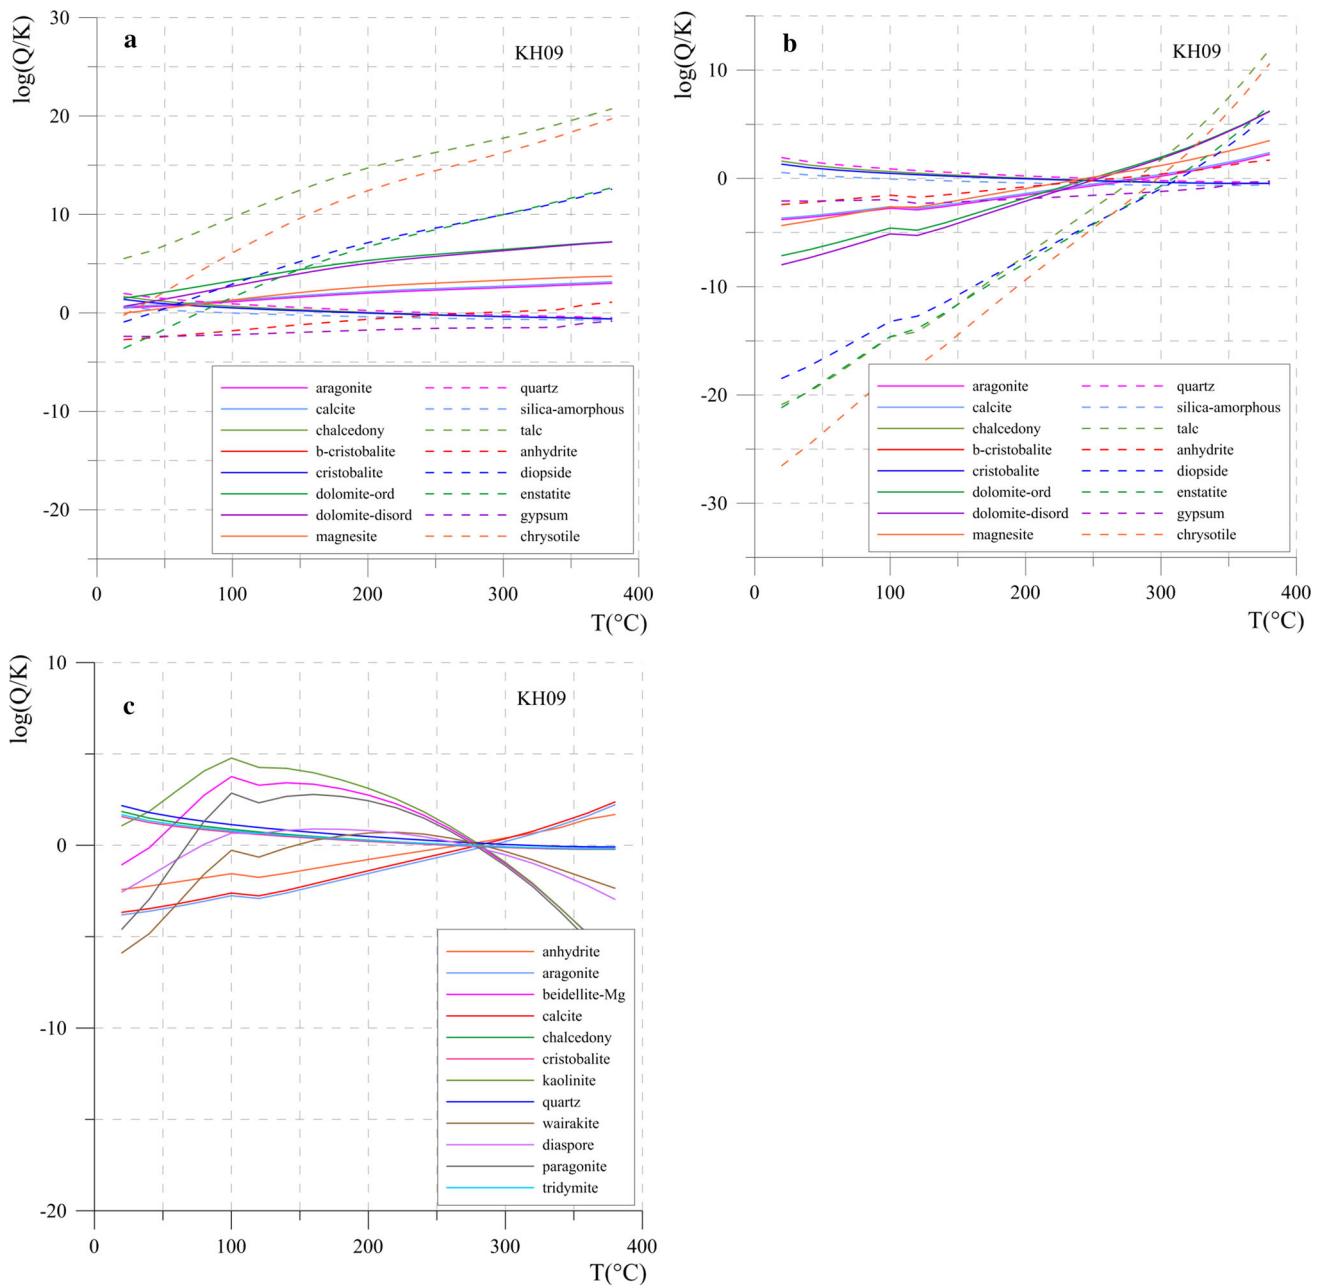 a
KH09
log(Q/K)
30
20
10
0
-10
-20
aragonite
calcite
chalcedony
b-cristobalite
cristobalite
dolomite-ord
dolomite-disord
magnesite
quartz
silica-amorphous
talc
anhydrite
diopside
enstatite
gypsum
chrysotile
0 100 200 300 400
T(°C)
b
KH09
log(Q/K)
10
0
-10
-20
-30
aragonite
calcite
chalcedony
b-cristobalite
cristobalite
dolomite-ord
dolomite-disord
magnesite
quartz
silica-amorphous
talc
anhydrite
diopside
enstatite
gypsum
chrysotile
0 100 200 300 400
T(°C)
c
KH09
log(Q/K)
10
0
-10
-20
anhydrite
aragonite
beidellite-Mg
calcite
chalcedony
cristobalite
kaolinite
quartz
wairakite
diaspore
paragonite
tridymite
0 100 200 300 400
T(°C)